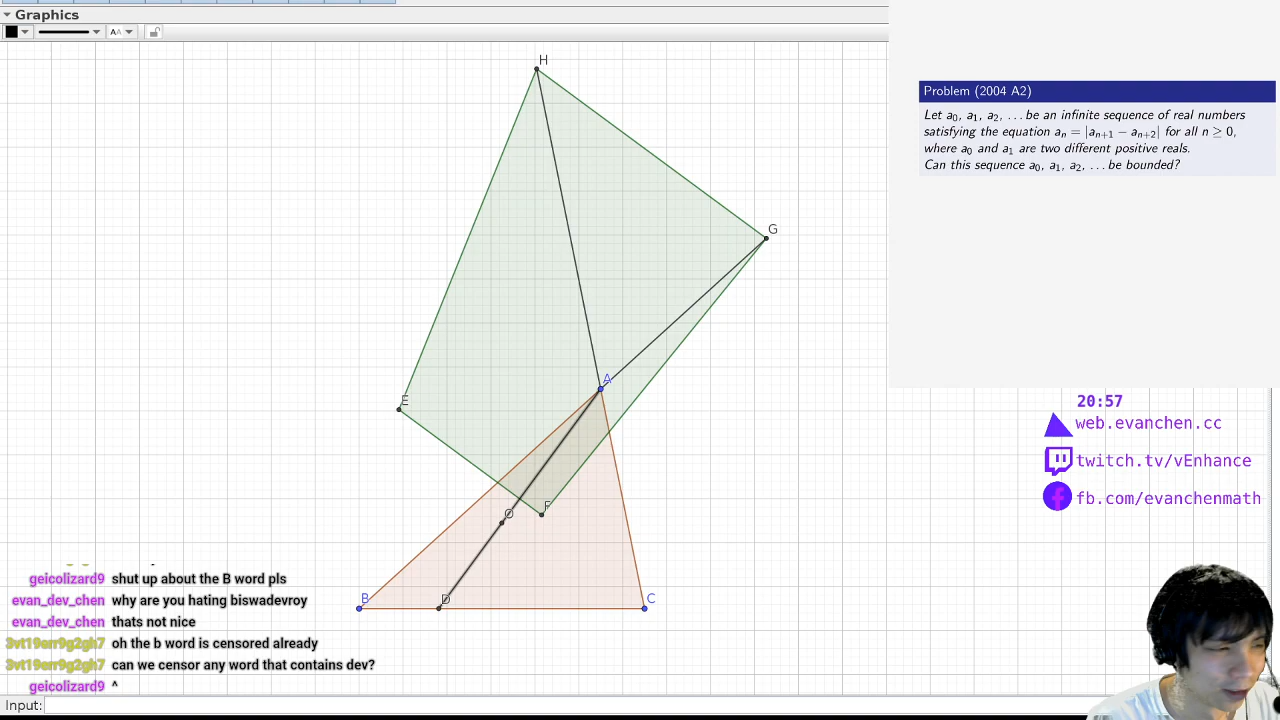 Graphics
AA
H
G
A
E
F
O
B
D
C
Problem (2004 A2)
Let a₀, a₁, a₂, ... be an infinite sequence of real numbers
satisfying the equation aₙ = |aₙ₊₁ − aₙ₊₂| for all n ≥ 0,
where a₀ and a₁ are two different positive reals.
Can this sequence a₀, a₁, a₂, ... be bounded?
20:57
web.evanchen.cc
twitch.tv/vEnhance
fb.com/evanchenmath
geicolizard9 shut up about the B word pls
evan_dev_chen why are you hating biswadevroy
evan_dev_chen thats not nice
3vt19err9g2gh7 oh the b word is censored already
3vt19err9g2gh7 can we censor any word that contains dev?
geicolizard9 ^
Input: